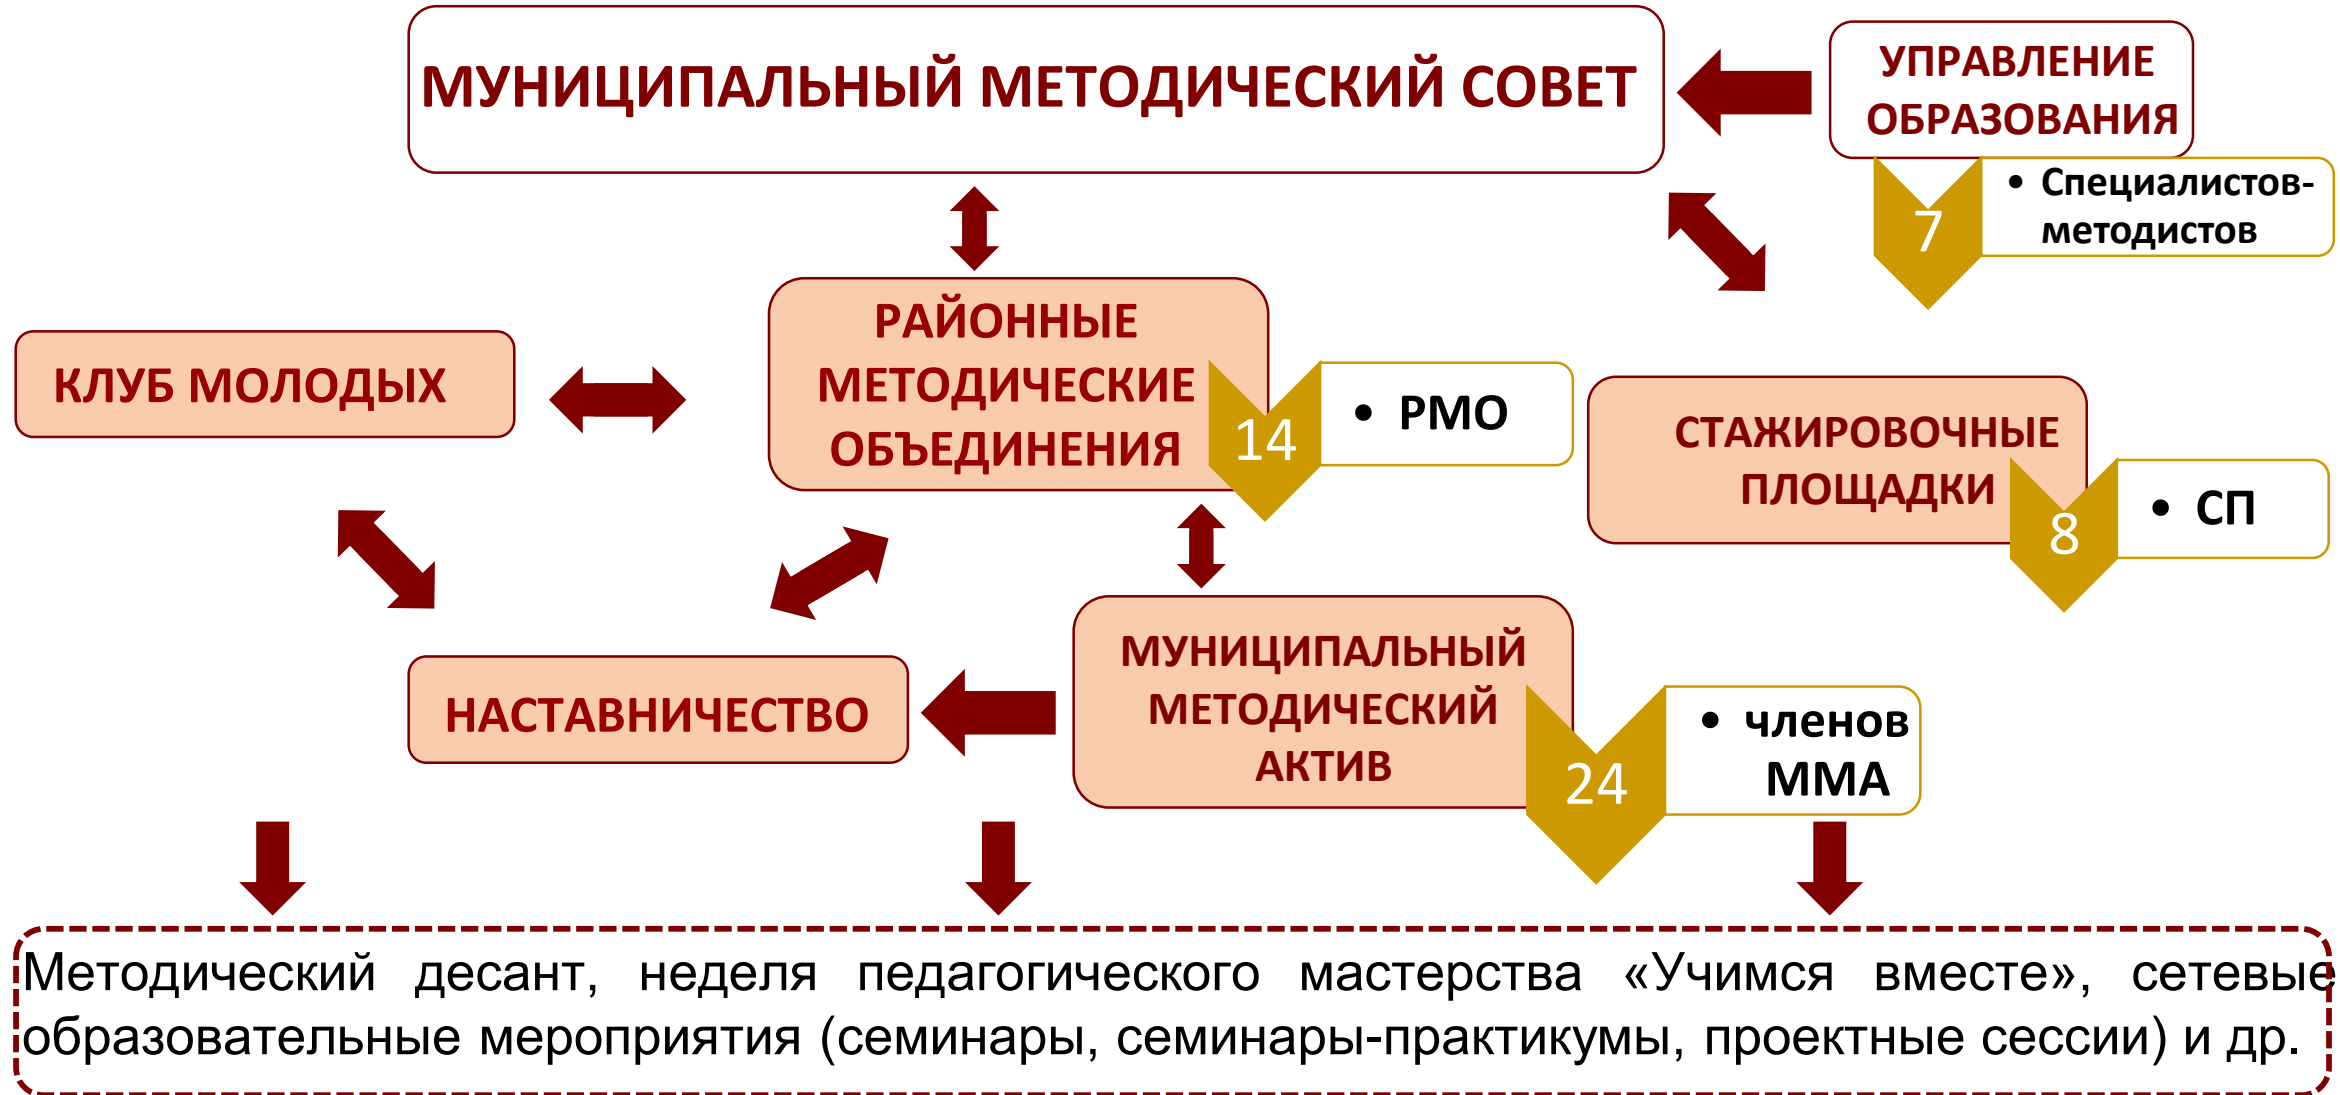 МУНИЦИПАЛЬНЫЙ МЕТОДИЧЕСКИЙ СОВЕТ
УПРАВЛЕНИЕ
ОБРАЗОВАНИЯ
7
• Специалистов-
методистов
КЛУБ МОЛОДЫХ
РАЙОННЫЕ
МЕТОДИЧЕСКИЕ
ОБЪЕДИНЕНИЯ
14
• РМО
СТАЖИРОВОЧНЫЕ
ПЛОЩАДКИ
8
• СП
НАСТАВНИЧЕСТВО
МУНИЦИПАЛЬНЫЙ
МЕТОДИЧЕСКИЙ
АКТИВ
24
• членов
ММА
Методический десант, неделя педагогического мастерства «Учимся вместе», сетевые
образовательные мероприятия (семинары, семинары-практикумы, проектные сессии) и др.